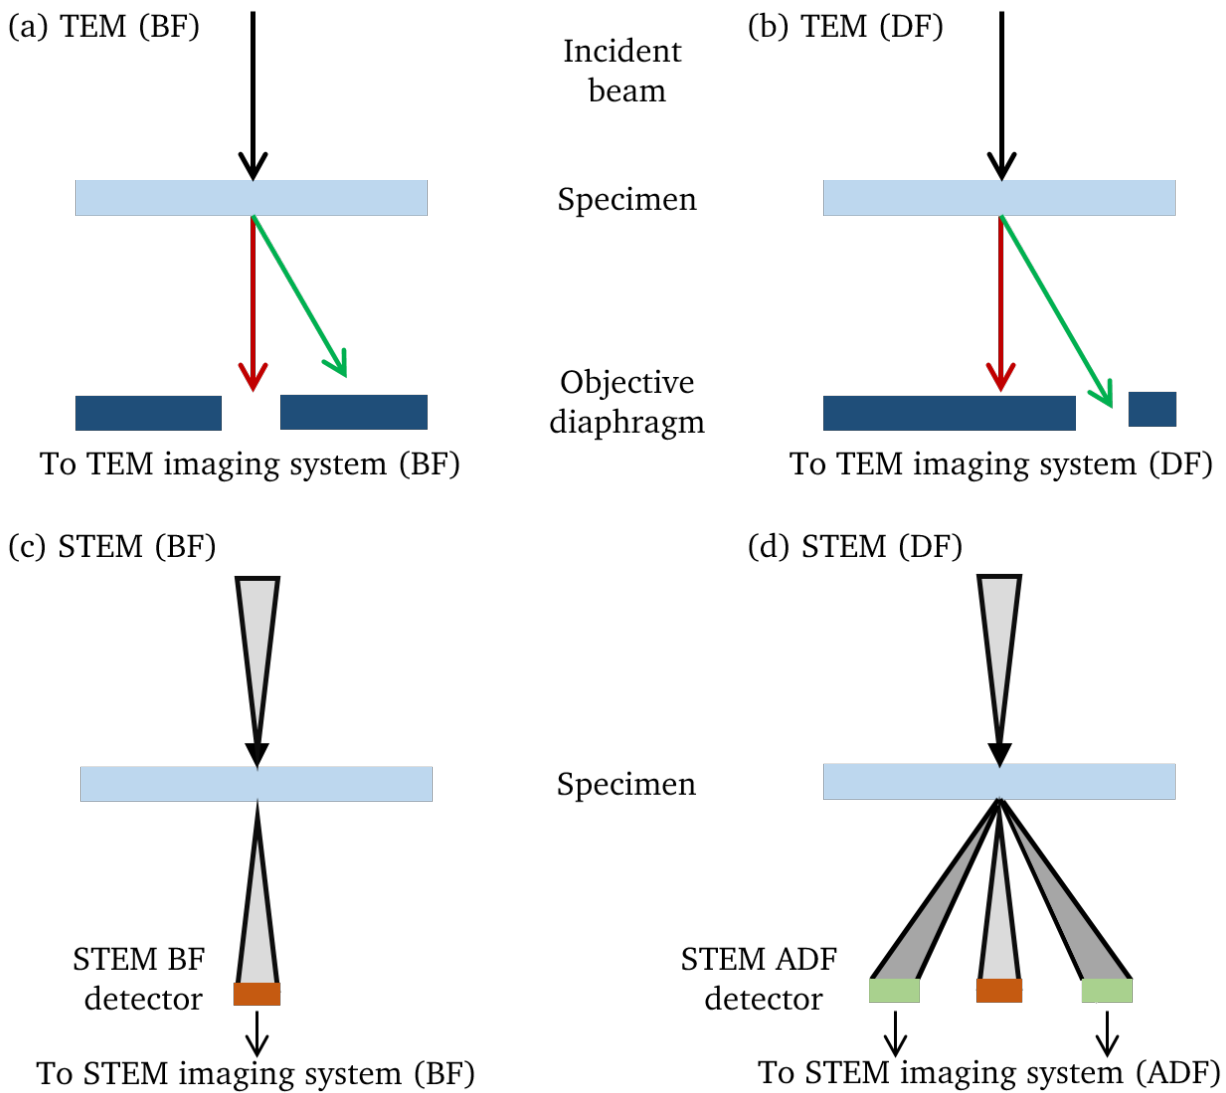 (a) TEM (BF)
(b) TEM (DF)
Incident
beam
Specimen
Objective
diaphragm
To TEM imaging system (BF)
To TEM imaging system (DF)
(c) STEM (BF)
(d) STEM (DF)
Specimen
STEM BF
detector
STEM ADF
detector
To STEM imaging system (BF)
To STEM imaging system (ADF)